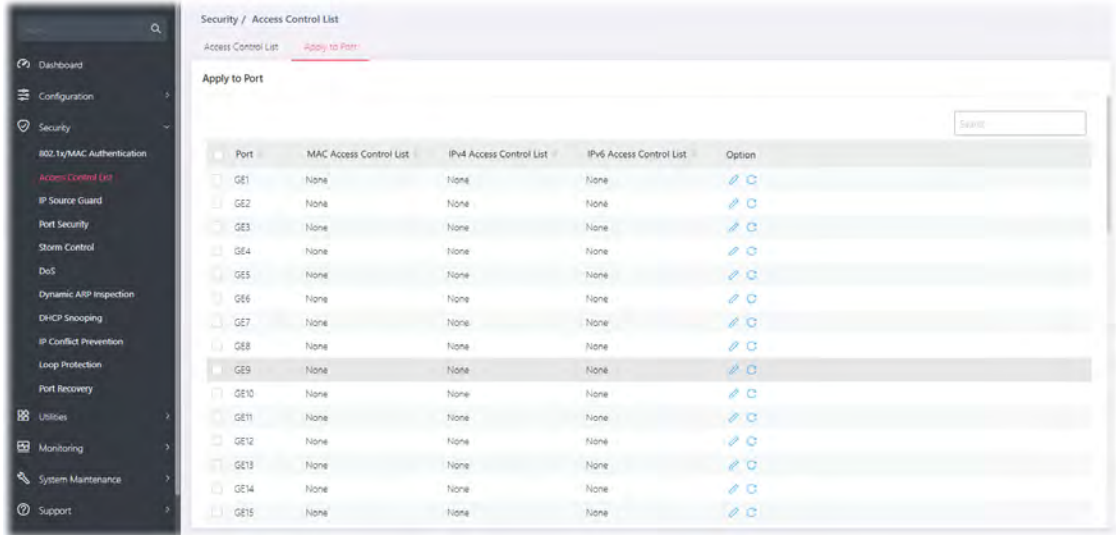 Security / Access Control List
Access Control List Apply to Port
Dashboard
Apply to Port
Configuration
Security
Search
802.1x/MAC Authentication
Port MAC Access Control List IPv4 Access Control List IPv6 Access Control List Option
Access Control List
GE1 None None None
IP Source Guard
GE2 None None None
Port Security
GE3 None None None
Storm Control
GE4 None None None
DoS
GE5 None None None
Dynamic ARP Inspection
GE6 None None None
DHCP Snooping
GE7 None None None
IP Conflict Prevention
GE8 None None None
Loop Protection
GE9 None None None
Port Recovery
GE10 None None None
Utilities
GE11 None None None
GE12 None None None
Monitoring
GE13 None None None
System Maintenance
GE14 None None None
Support
GE15 None None None